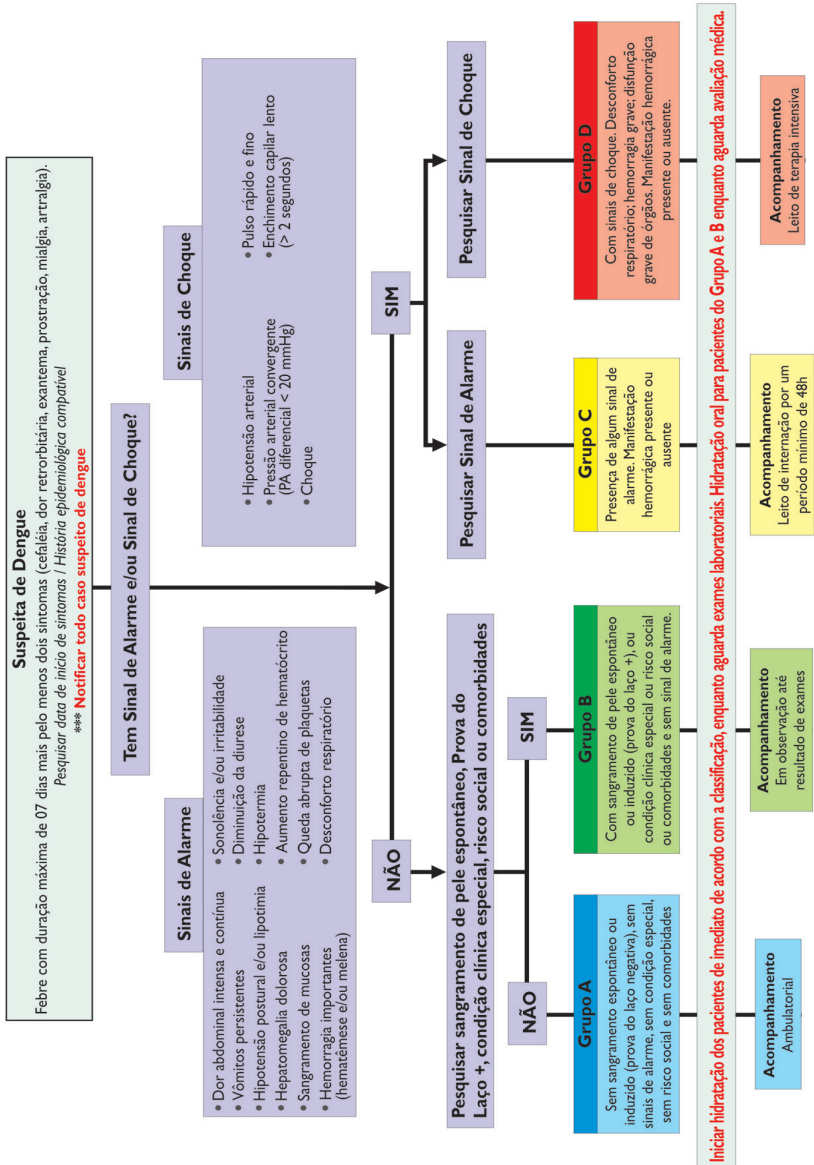 Suspeita de Dengue
Febre com duração máxima de 07 dias mais pelo menos dois sintomas (cefaléia, dor retrorbitária, exantema, prostração, mialgia, artralgia).
Pesquisar data de início de sintomas / História epidemiológica compatível
*** Notificar todo caso suspeito de dengue
Tem Sinal de Alarme e/ou Sinal de Choque?
Sinais de Alarme
• Dor abdominal intensa e contínua
• Vômitos persistentes
• Hipotensão postural e/ou lipotimia
• Hepatomegalia dolorosa
• Sangramento de mucosas
• Hemorragia importantes
(hematêmese e/ou melena)
• Sonolência e/ou irritabilidade
• Diminuição da diurese
• Hipotermia
• Aumento repentino de hematócrito
• Queda abrupta de plaquetas
• Desconforto respiratório
Sinais de Choque
• Hipotensão arterial
• Pressão arterial convergente
(PA diferencial < 20 mmHg)
• Choque
• Pulso rápido e fino
• Enchimento capilar lento
(> 2 segundos)
NÃO
SIM
Pesquisar sangramento de pele espontâneo, Prova do
Laço +, condição clínica especial, risco social ou comorbidades
Pesquisar Sinal de Alarme
Pesquisar Sinal de Choque
NÃO
SIM
Grupo A
Sem sangramento espontâneo ou
induzido (prova do laço negativa), sem
sinais de alarme, sem condição especial,
sem risco social e sem comorbidades
Grupo B
Com sangramento de pele espontâneo
ou induzido (prova do laço +), ou
condição clínica especial ou risco social
ou comorbidades e sem sinal de alarme.
Grupo C
Presença de algum sinal de
alarme. Manifestação
hemorrágica presente ou
ausente
Grupo D
Com sinais de choque. Desconforto
respiratório; hemorragia grave; disfunção
grave de órgãos. Manifestação hemorrágica
presente ou ausente.
Iniciar hidratação dos pacientes de imediato de acordo com a classificação, enquanto aguarda exames laboratoriais. Hidratação oral para pacientes do Grupo A e B enquanto aguarda avaliação médica.
Acompanhamento
Ambulatorial
Acompanhamento
Em observação até
resultado de exames
Acompanhamento
Leito de internação por um
período mínimo de 48h
Acompanhamento
Leito de terapia intensiva